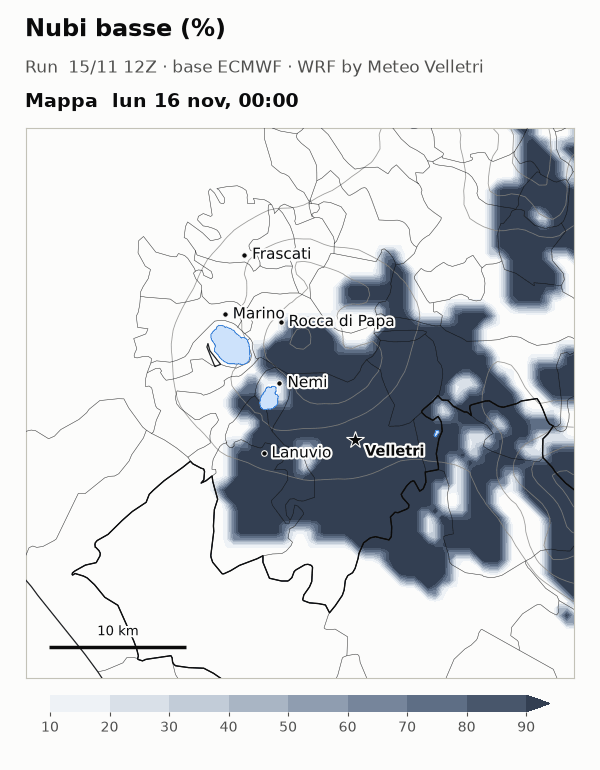 Nubi basse (%)
Run  15/11 12Z · base ECMWF · WRF by Meteo Velletri
Mappa  lun 16 nov, 00:00
Frascati
Marino
Rocca di Papa
Nemi
Velletri
Lanuvio
10 km
10 20 30 40 50 60 70 80 90